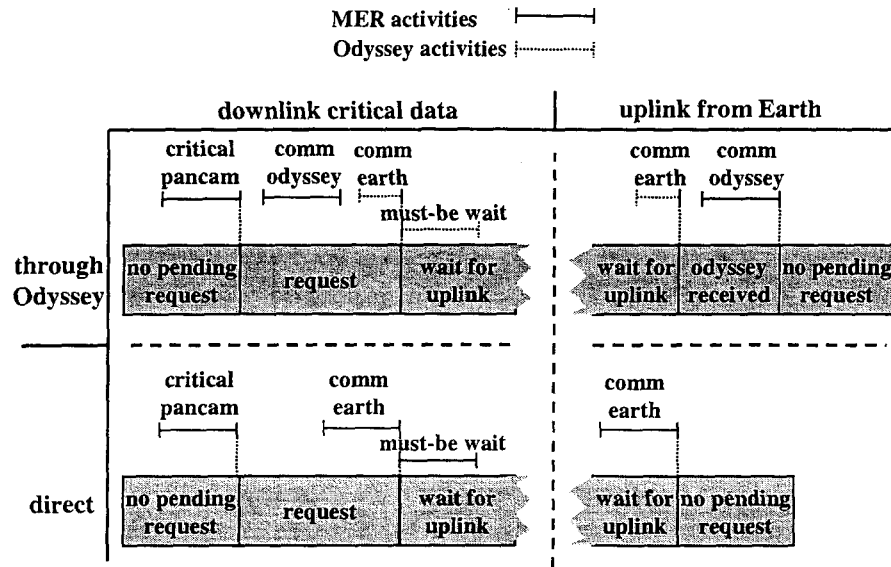 MER activities
Odyssey activities
downlink critical data
uplink from Earth
critical
pancam
comm
odyssey
comm
earth
must-be wait
comm
earth
comm
odyssey
through
Odyssey
no pending
request
request
wait for
uplink
wait for
uplink
odyssey
received
no pending
request
critical
pancam
comm
earth
must-be wait
comm
earth
direct
no pending
request
request
wait for
uplink
wait for
uplink
no pending
request